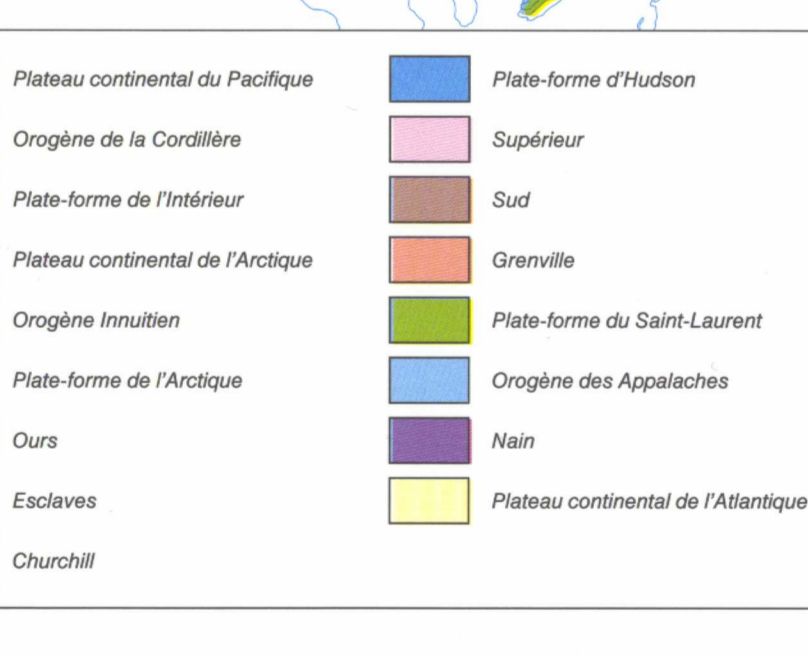 Plateau continental du Pacifique
Orogène de la Cordillère
Plate-forme de l'Intérieur
Plateau continental de l'Arctique
Orogène Innuitien
Plate-forme de l'Arctique
Ours
Esclaves
Churchill
Plate-forme d'Hudson
Supérieur
Sud
Grenville
Plate-forme du Saint-Laurent
Orogène des Appalaches
Nain
Plateau continental de l'Atlantique